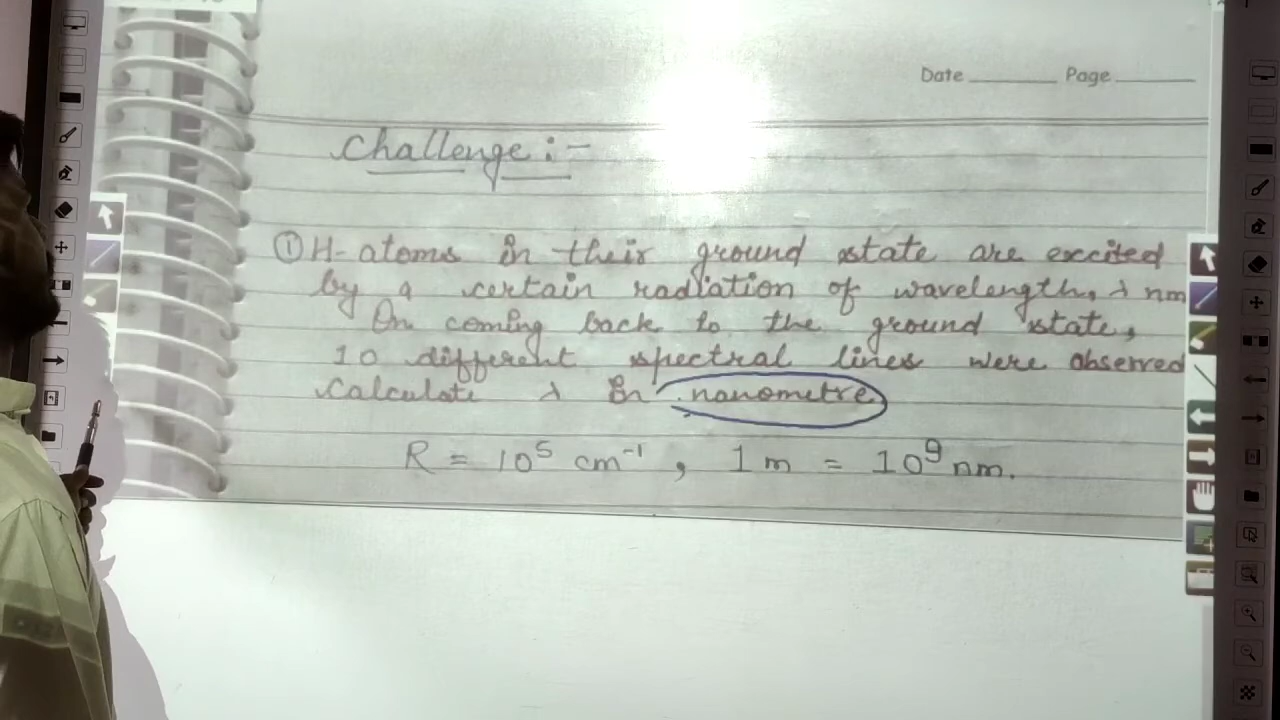 Date ______ Page ______
Challenge :-
① H-atoms in their ground state are excited
by a certain radiation of wavelength, λ nm
On coming back to the ground state,
10 different spectral lines were observed
Calculate λ in nanometre
R = 10⁵ cm⁻¹ , 1 m = 10⁹ nm.